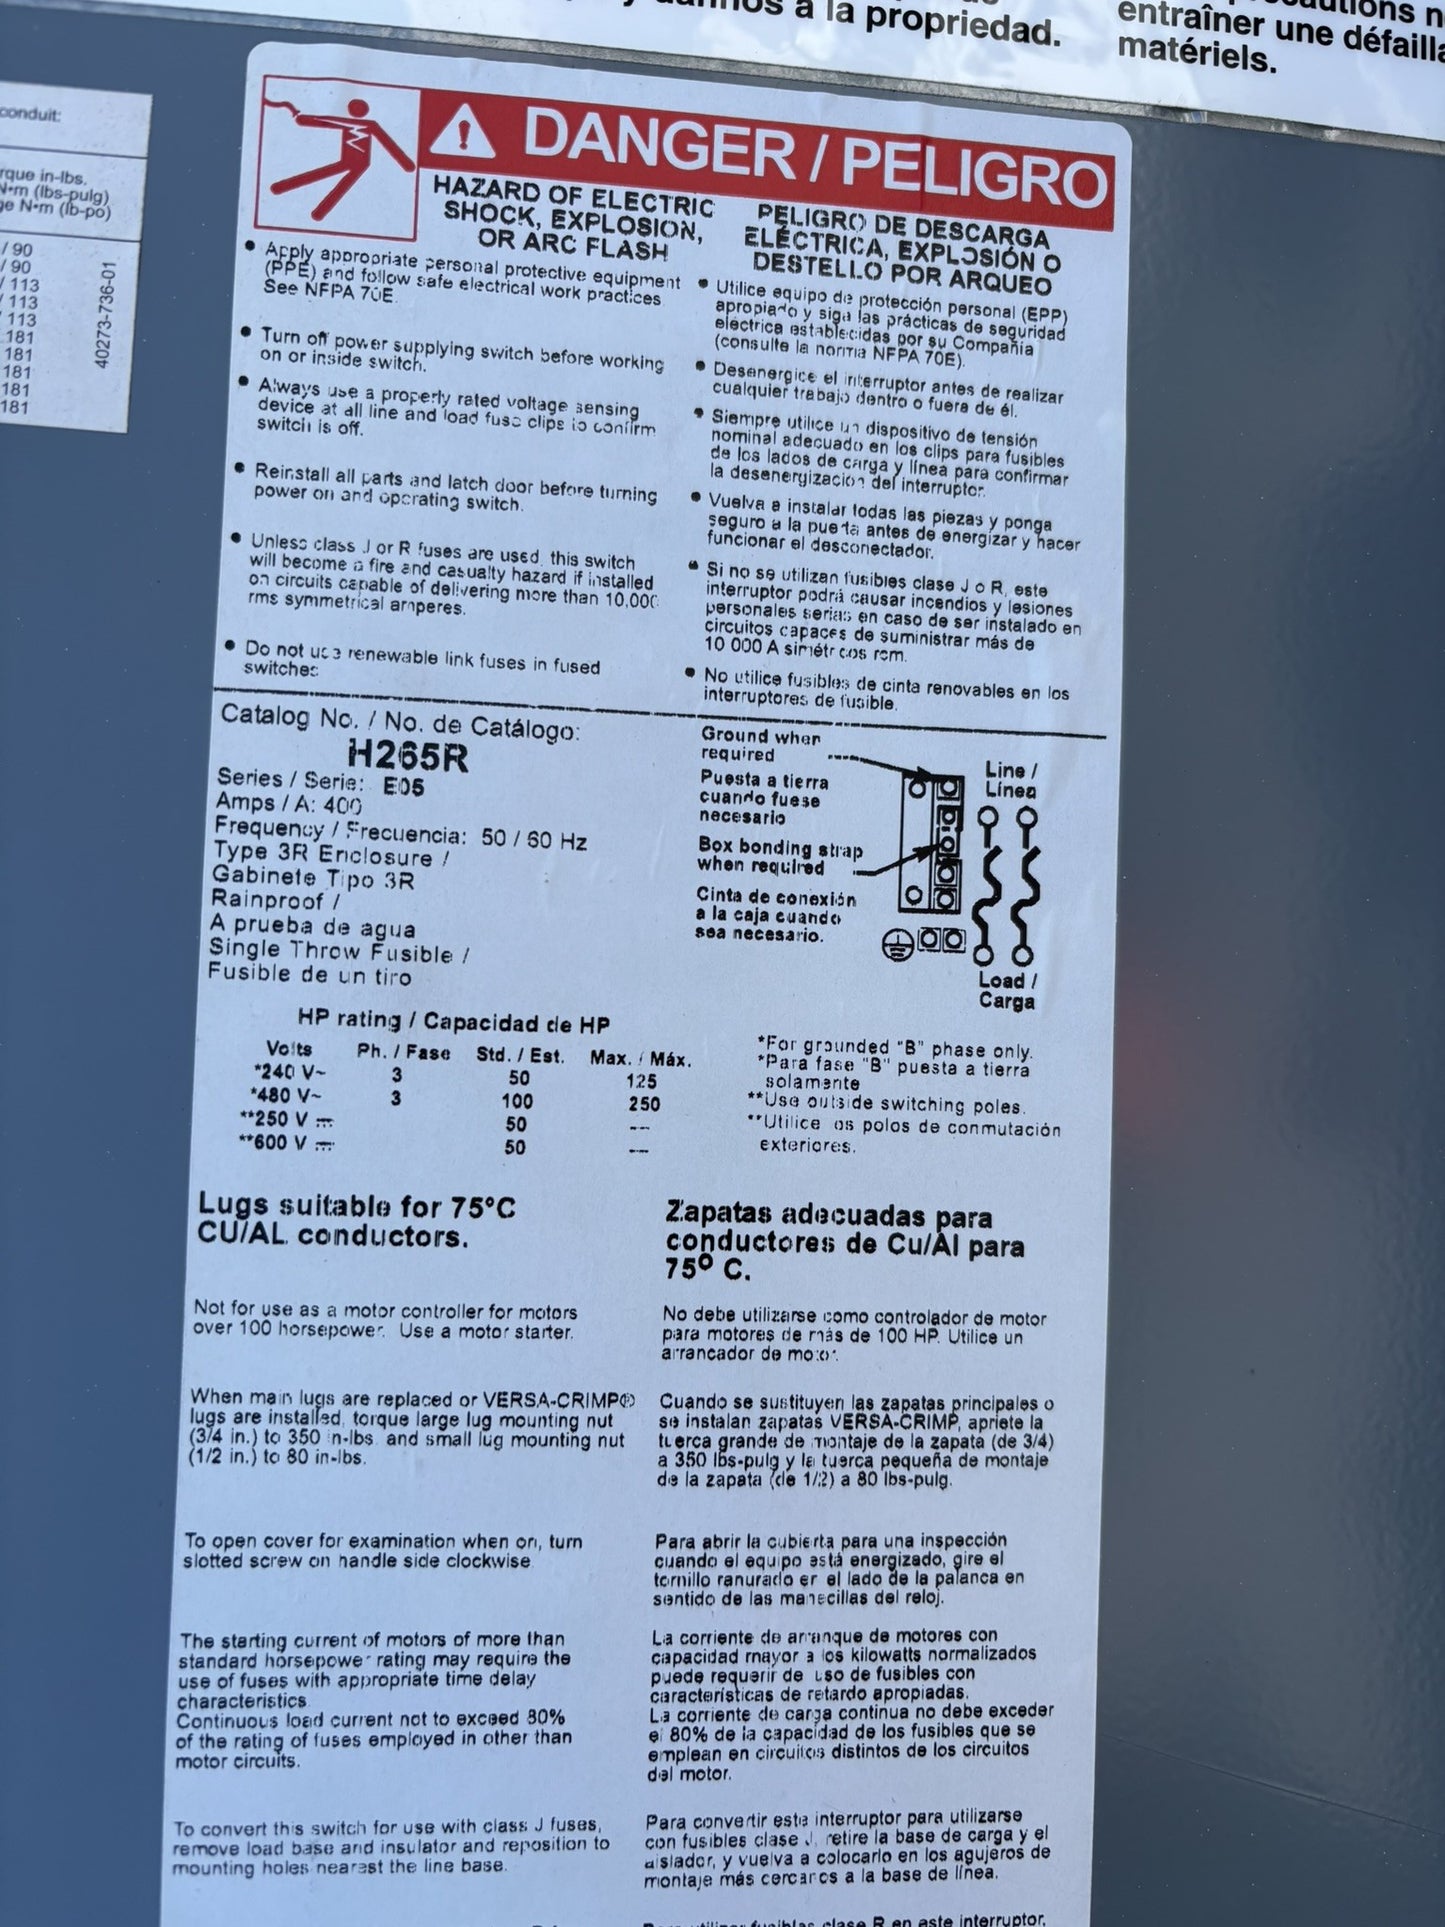 y daños a la propriedad.
entraîner une défailla
matériels.
conduit:
rque in-lbs.
N•m (lbs-pulg)
ge N•m (lb-po)
/ 90
/ 90
/ 113
/ 113
/ 113
181
181
181
181
181
40273-736-01
DANGER / PELIGRO
HAZARD OF ELECTRIC
SHOCK, EXPLOSION,
OR ARC FLASH
• Apply appropriate personal protective equipment
(PPE) and follow safe electrical work practices.
See NFPA 70E.
• Turn off power supplying switch before working
on or inside switch.
• Always use a properly rated voltage sensing
device at all line and load fuse clips to confirm
switch is off.
• Reinstall all parts and latch door before turning
power on and operating switch.
• Unless class J or R fuses are used, this switch
will become a fire and casualty hazard if installed
on circuits capable of delivering more than 10,000
rms symmetrical amperes.
• Do not use renewable link fuses in fused
switches.
PELIGRO DE DESCARGA
ELÉCTRICA, EXPLOSIÓN O
DESTELLO POR ARQUEO
• Utilice equipo de protección personal (EPP)
apropiado y siga las prácticas de seguridad
eléctrica establecidas por su Compañia
(consulte la norma NFPA 70E).
• Desenergice el interruptor antes de realizar
cualquier trabajo dentro o fuera de él.
• Siempre utilice un dispositivo de tensión
nominal adecuado en los clips para fusibles
de los lados de carga y línea para confirmar
la desenergización del interruptor.
• Vuelva a instalar todas las piezas y ponga
seguro a la puerta antes de energizar y hacer
funcionar el desconectador.
• Si no se utilizan fusibles clase J o R, este
interruptor podrá causar incendios y lesiones
personales serias en caso de ser instalado en
circuitos capaces de suministrar más de
10 000 A simétricos rcm.
• No utilice fusibles de cinta renovables en los
interruptores de fusible.
Catalog No. / No. de Catálogo:
H265R
Series / Serie: E05
Amps / A: 400
Frequency / Frecuencia: 50 / 60 Hz
Type 3R Enclosure /
Gabinete Tipo 3R
Rainproof /
A prueba de agua
Single Throw Fusible /
Fusible de un tiro
Ground when
required
Puesta a tierra
cuando fuese
necesario
Box bonding strap
when required
Cinta de conexión
a la caja cuando
sea necesario.
Line /
Línea
Load /
Carga
HP rating / Capacidad de HP
Volts Ph. / Fase Std. / Est. Max. / Máx.
*240 V~ 3 50 125
*480 V~ 3 100 250
**250 V ⎓ 50 --
**600 V ⎓ 50 --
*For grounded "B" phase only.
*Para fase "B" puesta a tierra
solamente
**Use outside switching poles.
**Utilice los polos de conmutación
exteriores.
Lugs suitable for 75°C
CU/AL conductors.
Zapatas adecuadas para
conductores de Cu/Al para
75° C.
Not for use as a motor controller for motors
over 100 horsepower. Use a motor starter.
No debe utilizarse como controlador de motor
para motores de más de 100 HP. Utilice un
arrancador de motor.
When main lugs are replaced or VERSA-CRIMP®
lugs are installed, torque large lug mounting nut
(3/4 in.) to 350 in-lbs. and small lug mounting nut
(1/2 in.) to 80 in-lbs.
Cuando se sustituyen las zapatas principales o
se instalan zapatas VERSA-CRIMP, apriete la
tuerca grande de montaje de la zapata (de 3/4)
a 350 lbs-pulg y la tuerca pequeña de montaje
de la zapata (de 1/2) a 80 lbs-pulg.
To open cover for examination when on, turn
slotted screw on handle side clockwise.
Para abrir la cubierta para una inspección
cuando el equipo está energizado, gire el
tornillo ranurado en el lado de la palanca en
sentido de las manecillas del reloj.
The starting current of motors of more than
standard horsepower rating may require the
use of fuses with appropriate time delay
characteristics.
Continuous load current not to exceed 80%
of the rating of fuses employed in other than
motor circuits.
La corriente de arranque de motores con
capacidad mayor a los kilowatts normalizados
puede requerir de uso de fusibles con
características de retardo apropiadas.
La corriente de carga continua no debe exceder
el 80% de la capacidad de los fusibles que se
emplean en circuitos distintos de los circuitos
del motor.
To convert this switch for use with class J fuses,
remove load base and insulator and reposition to
mounting holes nearest the line base.
Para convertir este interruptor para utilizarse
con fusibles clase J, retire la base de carga y el
aislador, y vuelva a colocarlo en los agujeros de
montaje más cercanos a la base de línea.
fusibles clase R en este interruptor,